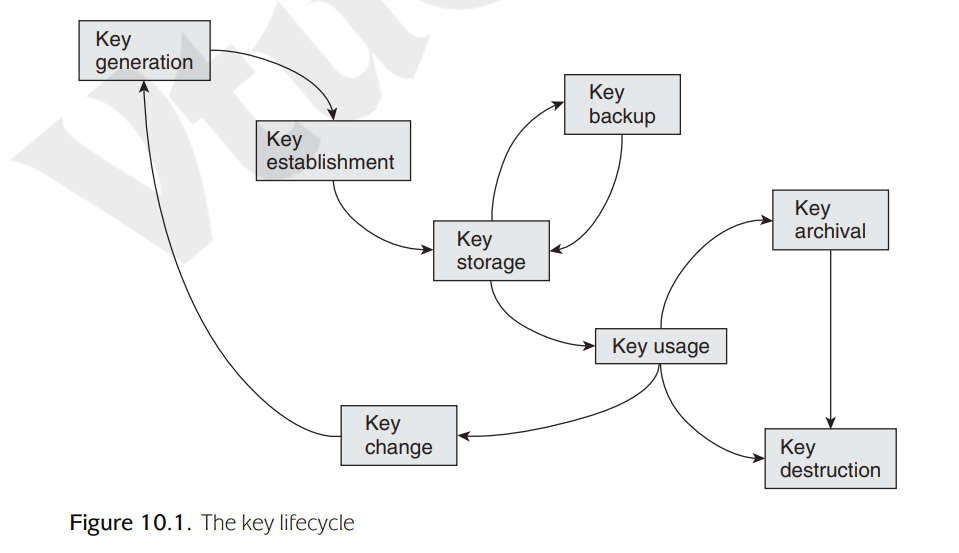 Key
generation
Key
establishment
Key
backup
Key
storage
Key
archival
Key usage
Key
change
Key
destruction
Figure 10.1. The key lifecycle